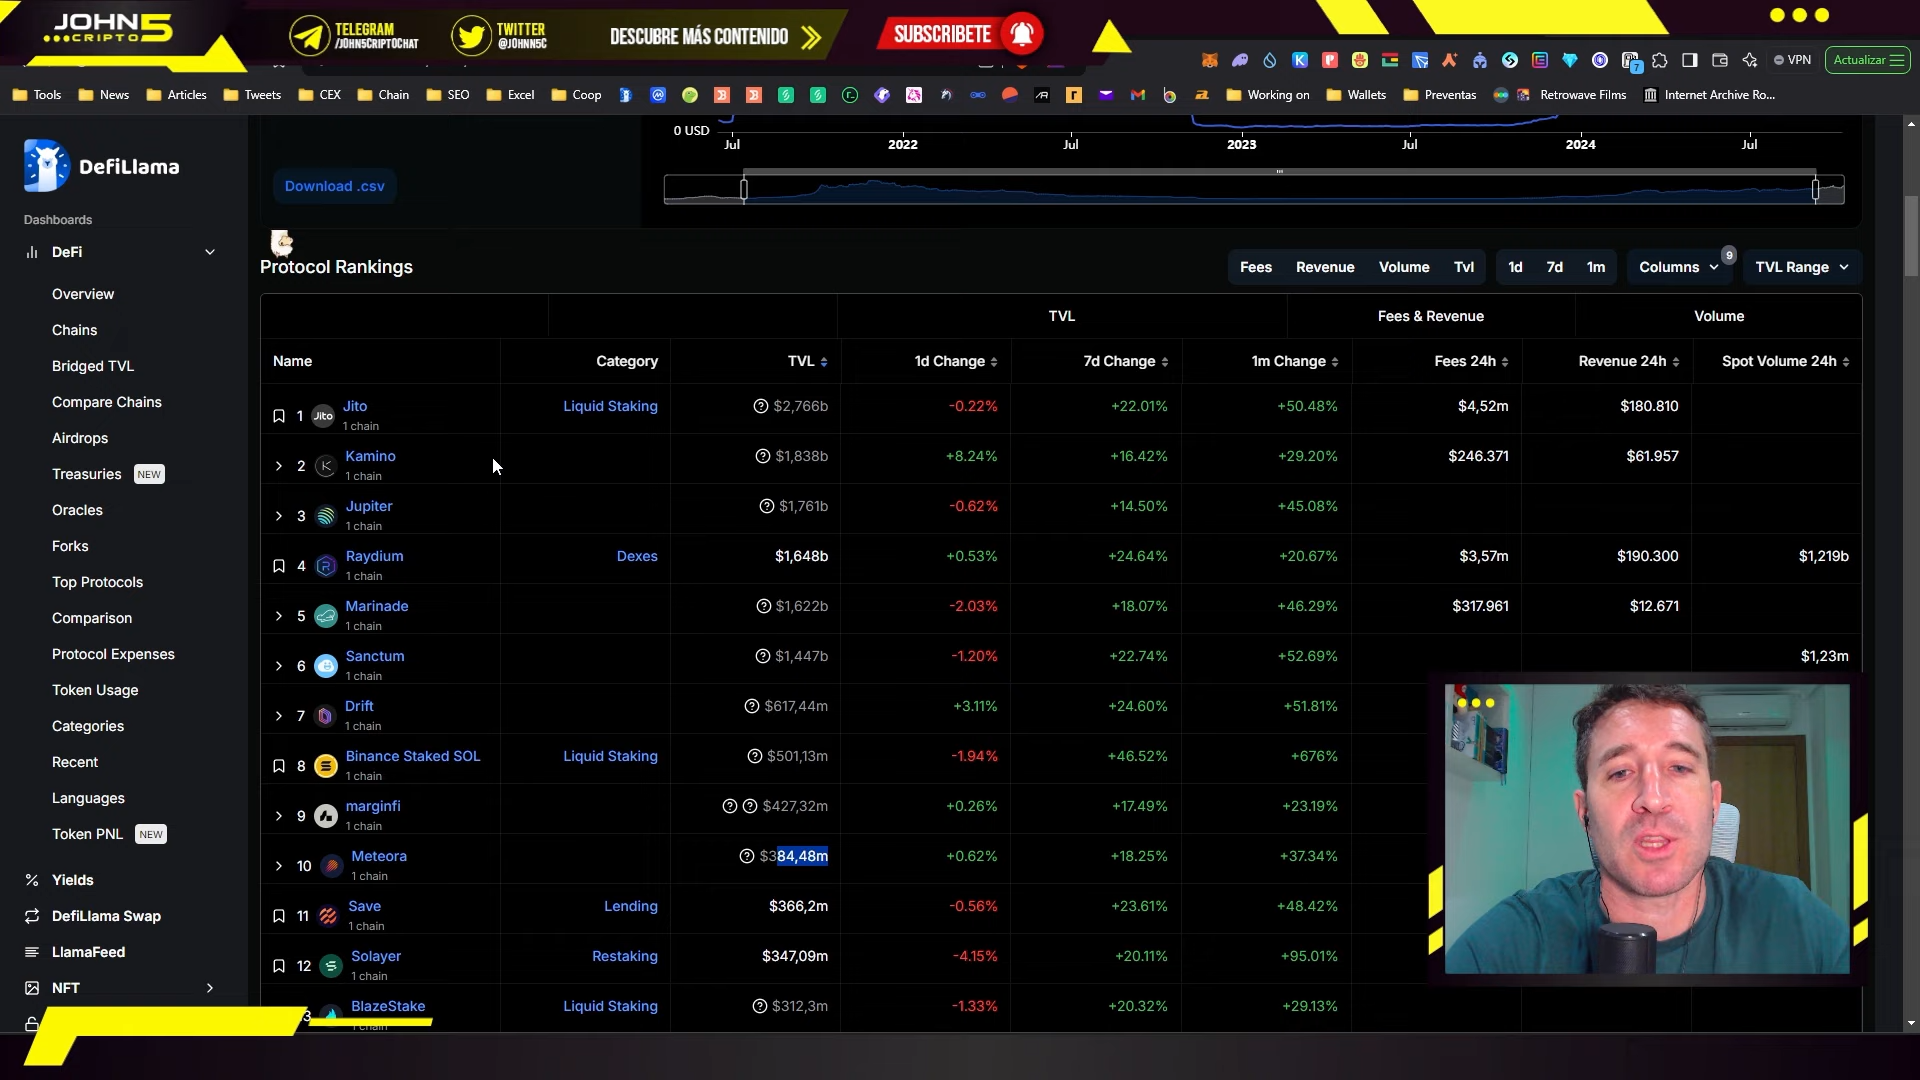 JOHN5
CRIPTO
TELEGRAM
/JOHN5CRIPTOCHAT
TWITTER
@JOHNN5C
DESCUBRE MÁS CONTENIDO
SUBSCRIBETE
VPN
Actualizar
Tools
News
Articles
Tweets
CEX
Chain
SEO
Excel
Coop
Working on
Wallets
Preventas
Retrowave Films
Internet Archive Ro...
DefiLlama
Dashboards
DeFi
Overview
Chains
Bridged TVL
Compare Chains
Airdrops
Treasuries NEW
Oracles
Forks
Top Protocols
Comparison
Protocol Expenses
Token Usage
Categories
Recent
Languages
Token PNL NEW
Yields
DefiLlama Swap
LlamaFeed
NFT
0 USD
Jul 2022 Jul 2023 Jul 2024 Jul
Download .csv
Protocol Rankings
Fees Revenue Volume Tvl 1d 7d 1m Columns 9 TVL Range
TVL Fees & Revenue Volume
Name Category TVL 1d Change 7d Change 1m Change Fees 24h Revenue 24h Spot Volume 24h
1 Jito Liquid Staking $2,766b -0.22% +22.01% +50.48% $4,52m $180.810
1 chain
2 Kamino $1,838b +8.24% +16.42% +29.20% $246.371 $61.957
1 chain
3 Jupiter $1,761b -0.62% +14.50% +45.08%
1 chain
4 Raydium Dexes $1,648b +0.53% +24.64% +20.67% $3,57m $190.300 $1,219b
1 chain
5 Marinade $1,622b -2.03% +18.07% +46.29% $317.961 $12.671
1 chain
6 Sanctum $1,447b -1.20% +22.74% +52.69% $1,23m
1 chain
7 Drift $617,44m +3.11% +24.60% +51.81%
1 chain
8 Binance Staked SOL Liquid Staking $501,13m -1.94% +46.52% +676%
1 chain
9 marginfi $427,32m +0.26% +17.49% +23.19%
1 chain
10 Meteora $384,48m +0.62% +18.25% +37.34%
1 chain
11 Save Lending $366,2m -0.56% +23.61% +48.42%
1 chain
12 Solayer Restaking $347,09m -4.15% +20.11% +95.01%
1 chain
BlazeStake Liquid Staking $312,3m -1.33% +20.32% +29.13%